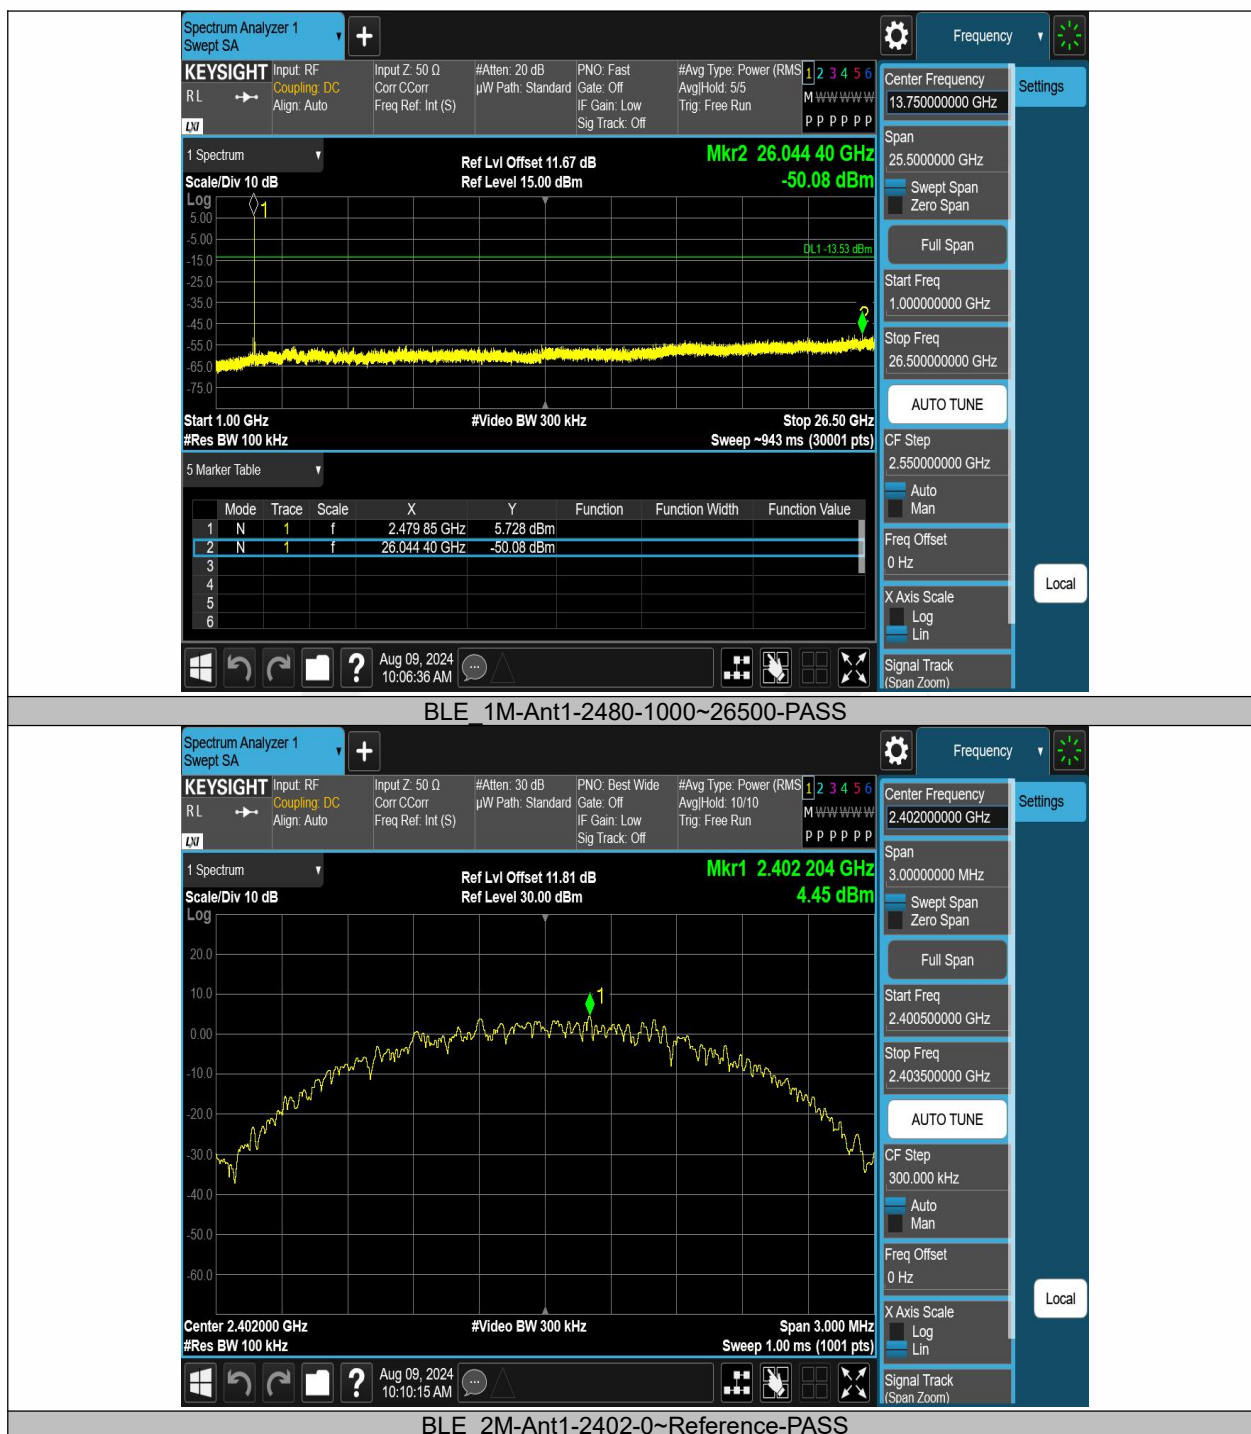 Spectrum Analyzer 1
Swept SA
+
Frequency
KEYSIGHT
RL
LXI
Input: RF
Coupling: DC
Align: Auto
Input Z: 50 Ω
Corr CCorr
Freq Ref: Int (S)
#Atten: 20 dB
µW Path: Standard
PNO: Fast
Gate: Off
IF Gain: Low
Sig Track: Off
#Avg Type: Power (RMS
Avg|Hold: 5/5
Trig: Free Run
1 2 3 4 5 6
M W W W W W
P P P P P P
Center Frequency
13.750000000 GHz
Settings
1 Spectrum
Ref Lvl Offset 11.67 dB
Mkr2 26.044 40 GHz
Scale/Div 10 dB
Ref Level 15.00 dBm
-50.08 dBm
Span
25.5000000 GHz
Swept Span
Zero Span
Full Span
Log
1
5.00
-5.00
DL1 -13.53 dBm
-15.0
-25.0
-35.0
2
-45.0
-55.0
-65.0
-75.0
Start Freq
1.000000000 GHz
Stop Freq
26.500000000 GHz
AUTO TUNE
Start 1.00 GHz
#Video BW 300 kHz
Stop 26.50 GHz
#Res BW 100 kHz
Sweep ~943 ms (30001 pts)
CF Step
2.550000000 GHz
Auto
Man
5 Marker Table
Mode Trace Scale X Y Function Function Width Function Value
1 N 1 f 2.479 85 GHz 5.728 dBm
2 N 1 f 26.044 40 GHz -50.08 dBm
3
4
5
6
Freq Offset
0 Hz
X Axis Scale
Log
Lin
Local
Signal Track
(Span Zoom)
?
Aug 09, 2024
10:06:36 AM
BLE_1M-Ant1-2480-1000~26500-PASS
Spectrum Analyzer 1
Swept SA
+
Frequency
KEYSIGHT
RL
LXI
Input: RF
Coupling: DC
Align: Auto
Input Z: 50 Ω
Corr CCorr
Freq Ref: Int (S)
#Atten: 30 dB
µW Path: Standard
PNO: Best Wide
Gate: Off
IF Gain: Low
Sig Track: Off
#Avg Type: Power (RMS
Avg|Hold: 10/10
Trig: Free Run
1 2 3 4 5 6
M W W W W W
P P P P P P
Center Frequency
2.402000000 GHz
Settings
1 Spectrum
Ref Lvl Offset 11.81 dB
Mkr1 2.402 204 GHz
Scale/Div 10 dB
Ref Level 30.00 dBm
4.45 dBm
Span
3.00000000 MHz
Swept Span
Zero Span
Full Span
Log
20.0
10.0
1
0.00
-10.0
-20.0
-30.0
-40.0
-50.0
-60.0
Start Freq
2.400500000 GHz
Stop Freq
2.403500000 GHz
AUTO TUNE
CF Step
300.000 kHz
Auto
Man
Freq Offset
0 Hz
Center 2.402000 GHz
#Video BW 300 kHz
Span 3.000 MHz
#Res BW 100 kHz
Sweep 1.00 ms (1001 pts)
X Axis Scale
Log
Lin
Local
Signal Track
(Span Zoom)
?
Aug 09, 2024
10:10:15 AM
BLE_2M-Ant1-2402-0~Reference-PASS